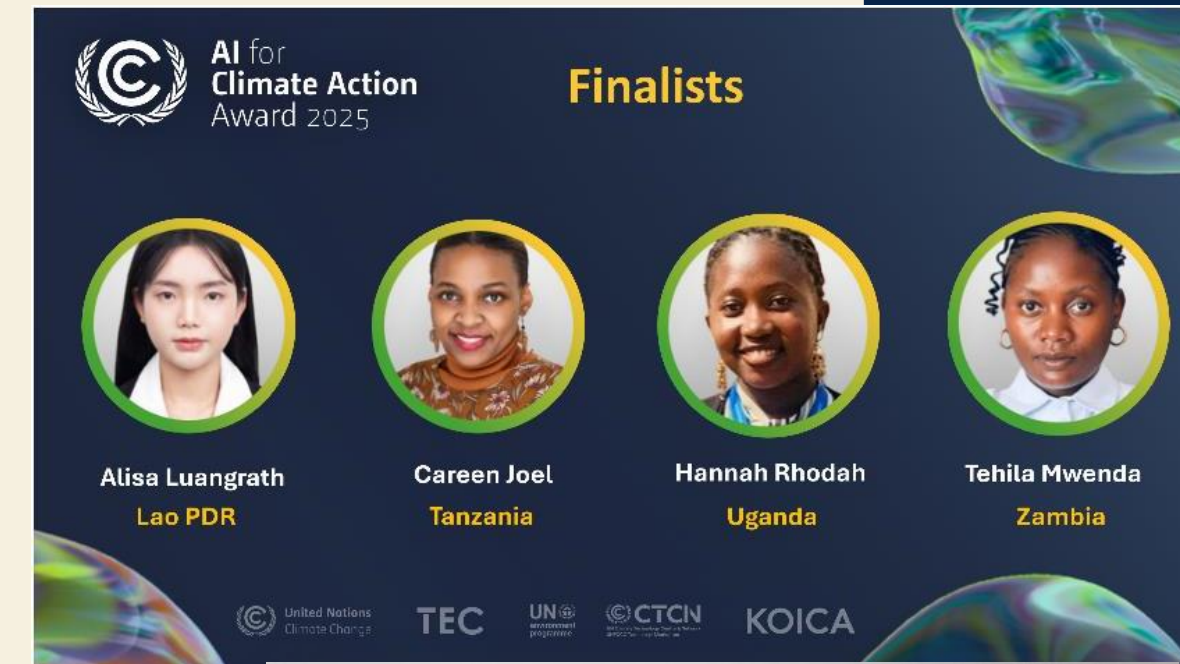 AI for
Climate Action
Award 2025
Finalists
Alisa Luangrath
Lao PDR
Careen Joel
Tanzania
Hannah Rhodah
Uganda
Tehila Mwenda
Zambia
United Nations
Climate Change
TEC
UN
environment
programme
CTCN
KOICA